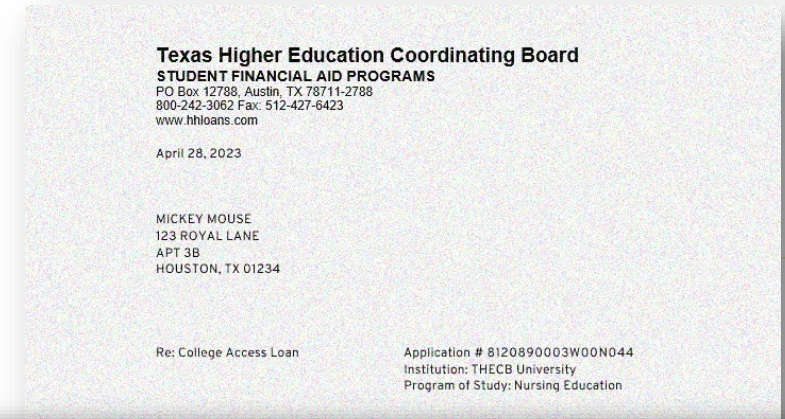 Texas Higher Education Coordinating Board
STUDENT FINANCIAL AID PROGRAMS
PO Box 12788, Austin, TX 78711-2788
800-242-3062 Fax: 512-427-6423
www.hhloans.com
April 28, 2023
MICKEY MOUSE
123 ROYAL LANE
APT 3B
HOUSTON, TX 01234
Re: College Access Loan
Application # 8120890003W00N044
Institution: THECB University
Program of Study: Nursing Education